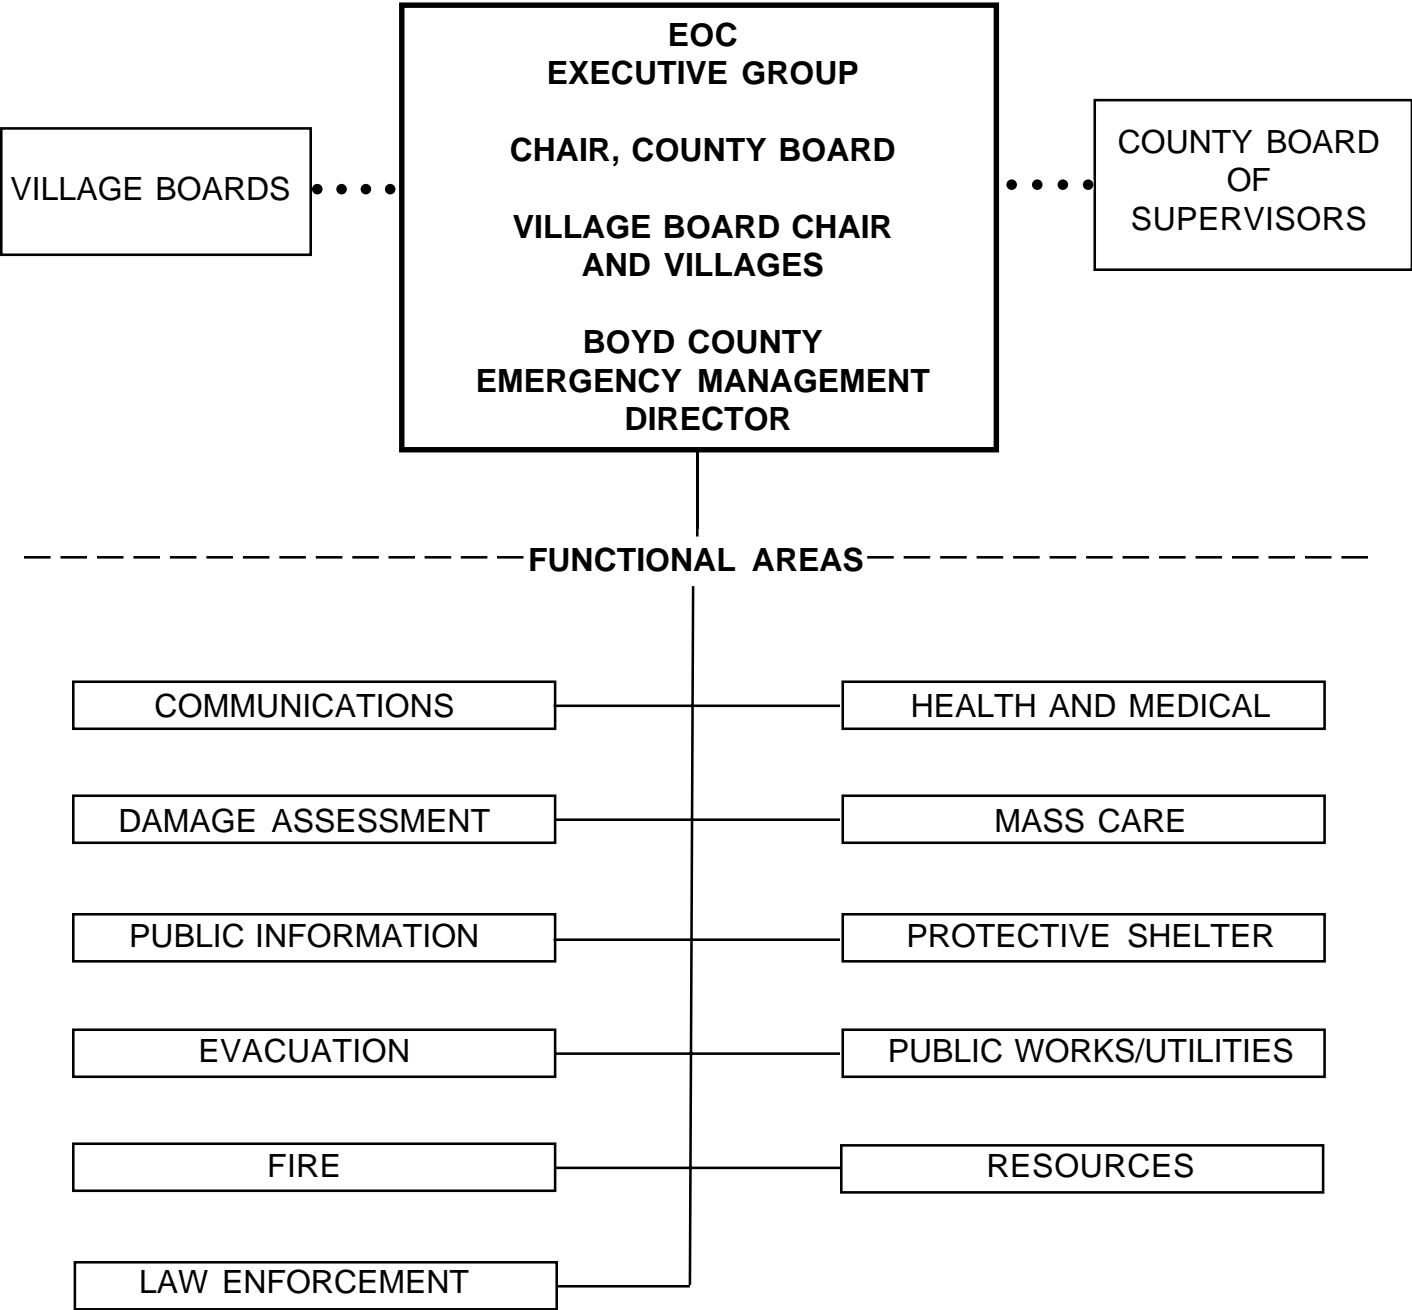 EOC
EXECUTIVE GROUP
CHAIR, COUNTY BOARD
VILLAGE BOARD CHAIR
AND VILLAGES
BOYD COUNTY
EMERGENCY MANAGEMENT
DIRECTOR
VILLAGE BOARDS
COUNTY BOARD
OF
SUPERVISORS
FUNCTIONAL AREAS
COMMUNICATIONS
HEALTH AND MEDICAL
DAMAGE ASSESSMENT
MASS CARE
PUBLIC INFORMATION
PROTECTIVE SHELTER
EVACUATION
PUBLIC WORKS/UTILITIES
FIRE
RESOURCES
LAW ENFORCEMENT